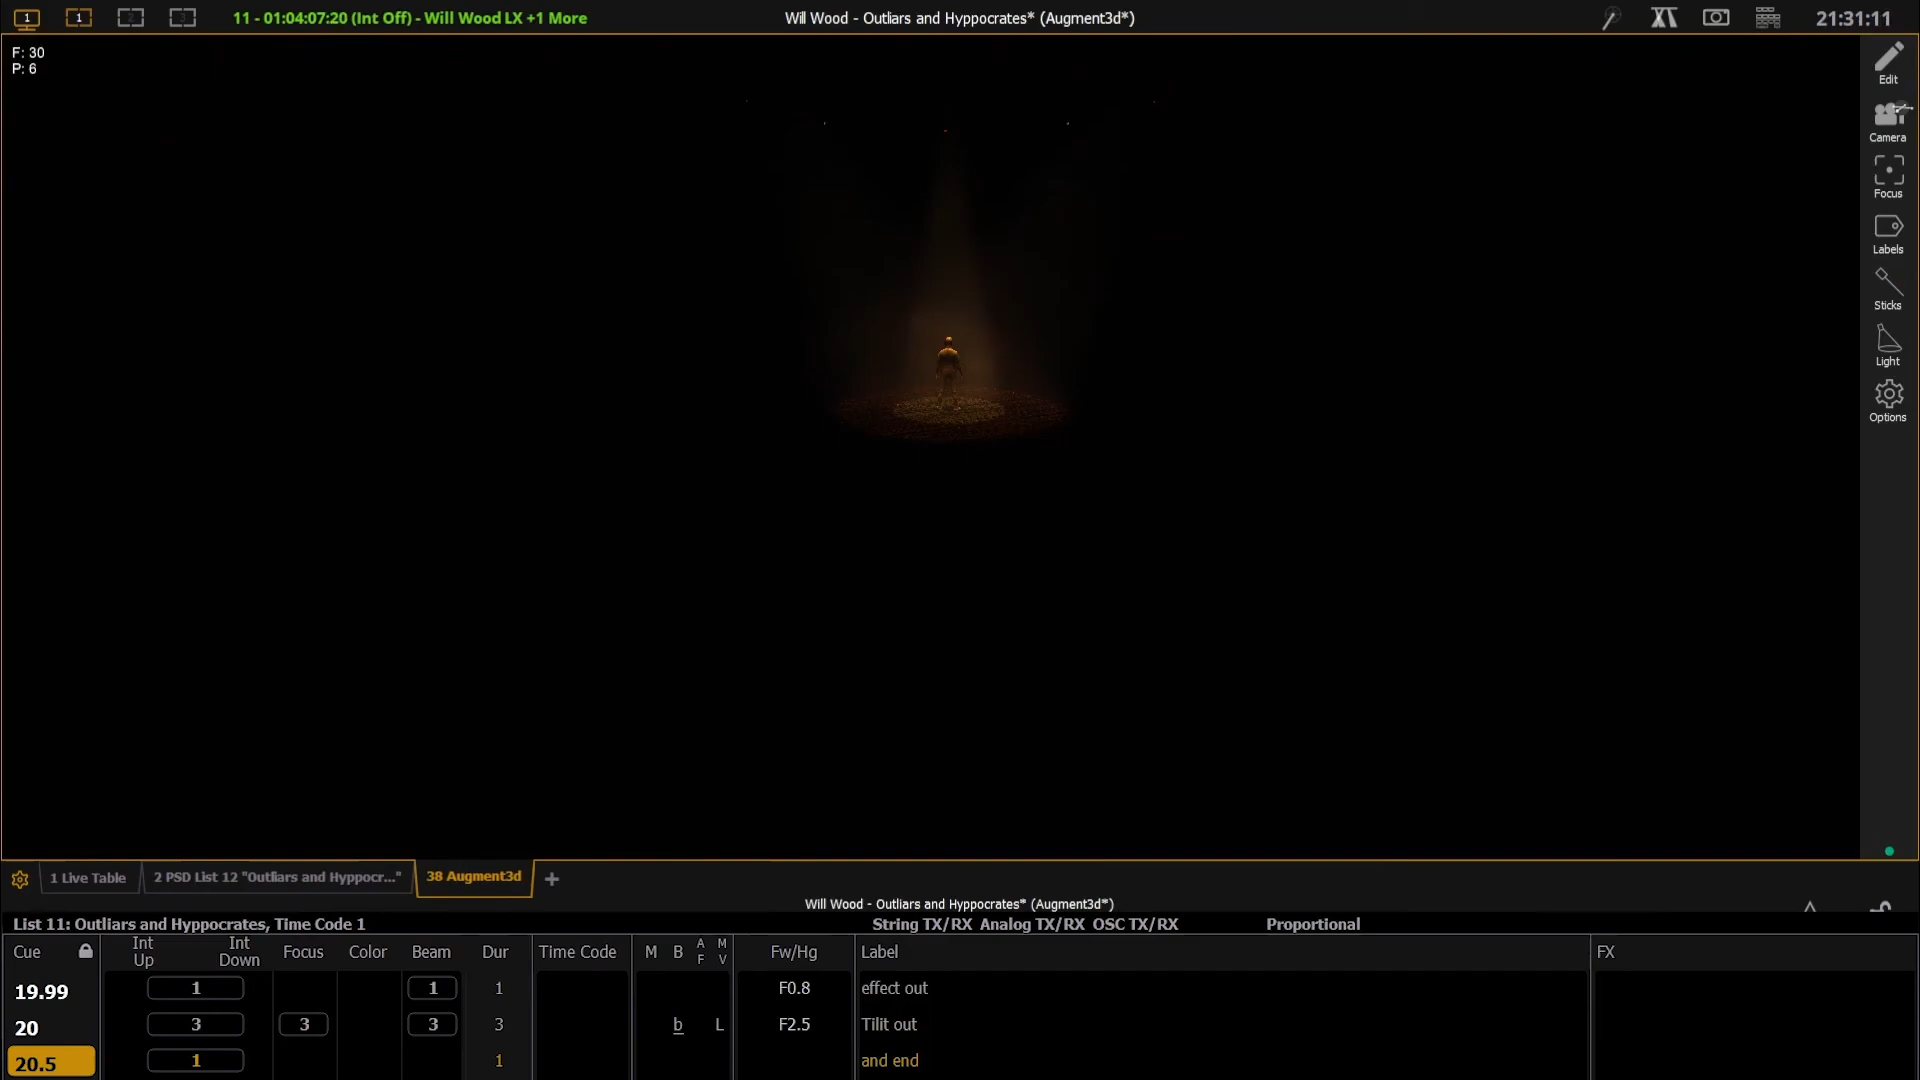 1 1 2 3 11 - 01:04:07:20 (Int Off) - Will Wood LX +1 More Will Wood - Outliars and Hyppocrates* (Augment3d*) 21:31:11
F: 30
P: 6
Edit
Camera
Focus
Labels
Sticks
Light
Options
1 Live Table 2 PSD List 12 "Outliars and Hyppocr..." 38 Augment3d +
Will Wood - Outliars and Hyppocrates* (Augment3d*)
List 11: Outliars and Hyppocrates, Time Code 1 String TX/RX Analog TX/RX OSC TX/RX Proportional
Cue Int Up Int Down Focus Color Beam Dur Time Code M B A F M V Fw/Hg Label FX
19.99 1 1 1 F0.8 effect out
20 3 3 3 3 b L F2.5 Tilit out
20.5 1 1 and end